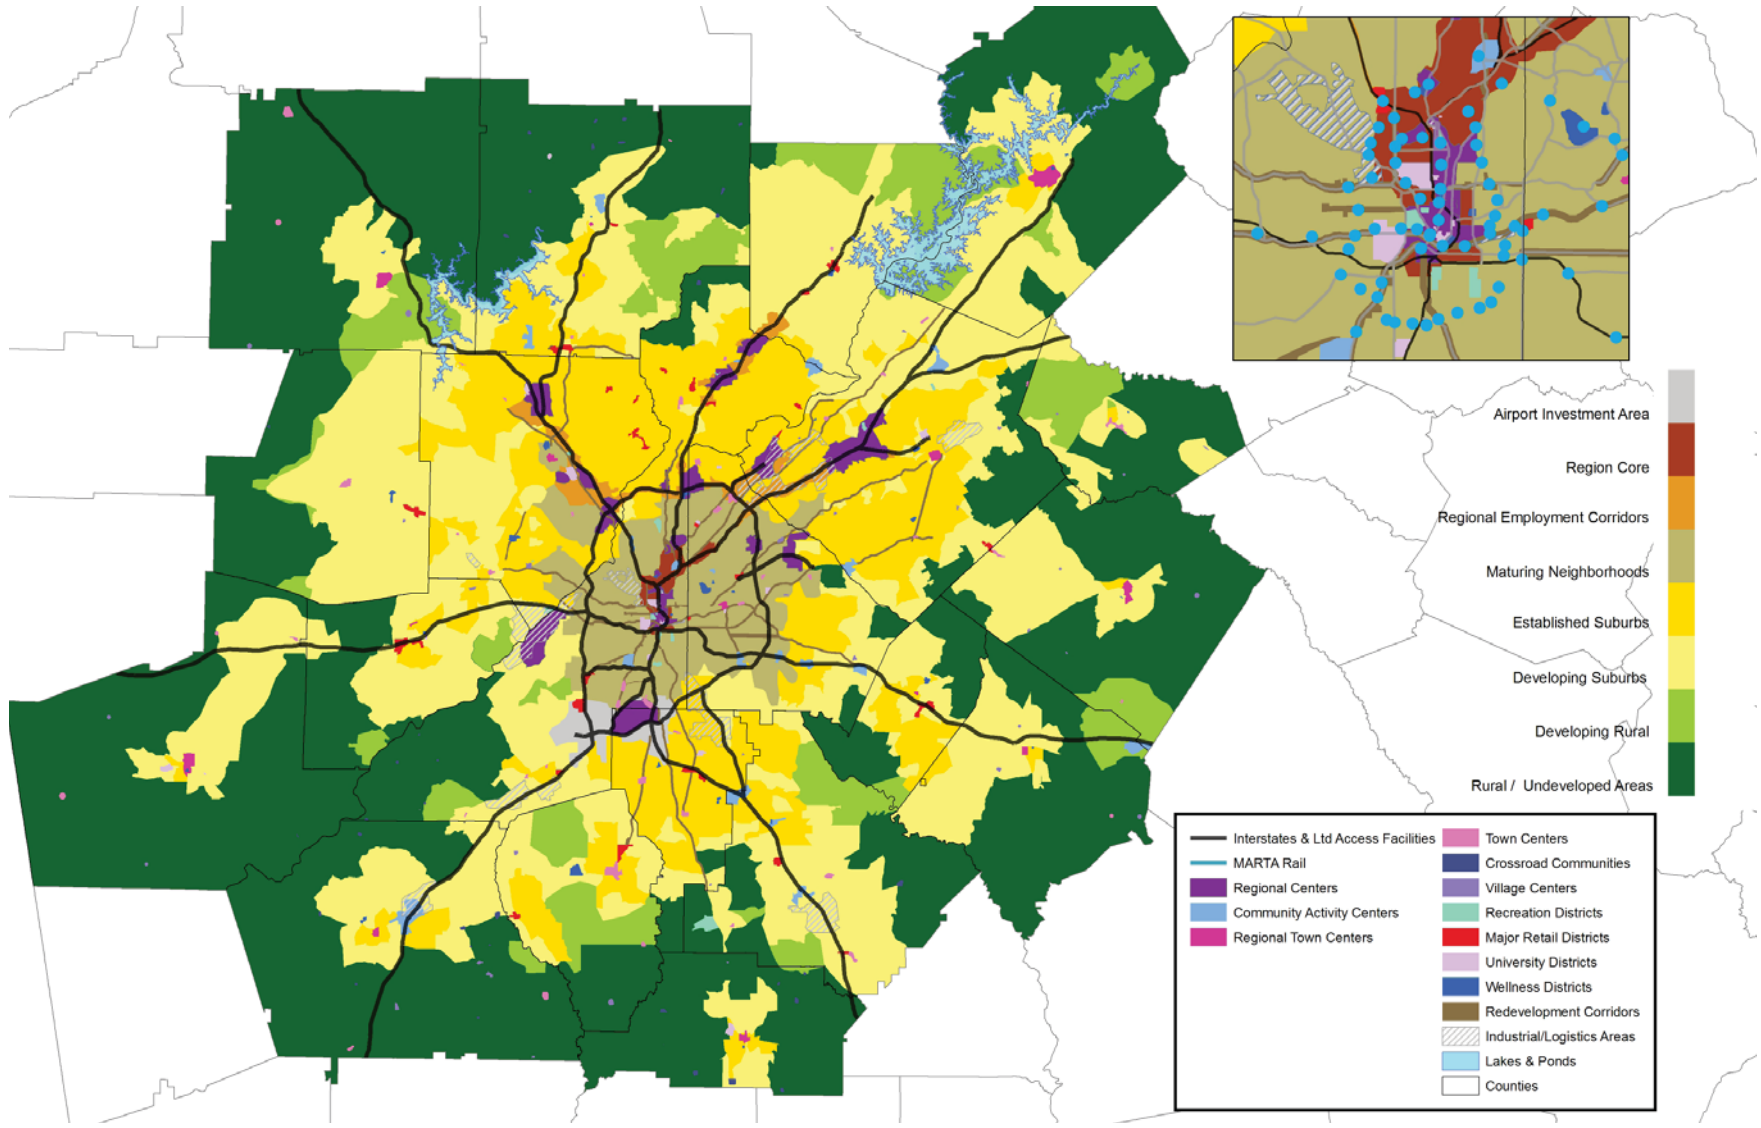 Airport Investment Area
Region Core
Regional Employment Corridors
Maturing Neighborhoods
Established Suburbs
Developing Suburbs
Developing Rural
Rural / Undeveloped Areas
Interstates & Ltd Access Facilities
MARTA Rail
Regional Centers
Community Activity Centers
Regional Town Centers
Town Centers
Crossroad Communities
Village Centers
Recreation Districts
Major Retail Districts
University Districts
Wellness Districts
Redevelopment Corridors
Industrial/Logistics Areas
Lakes & Ponds
Counties